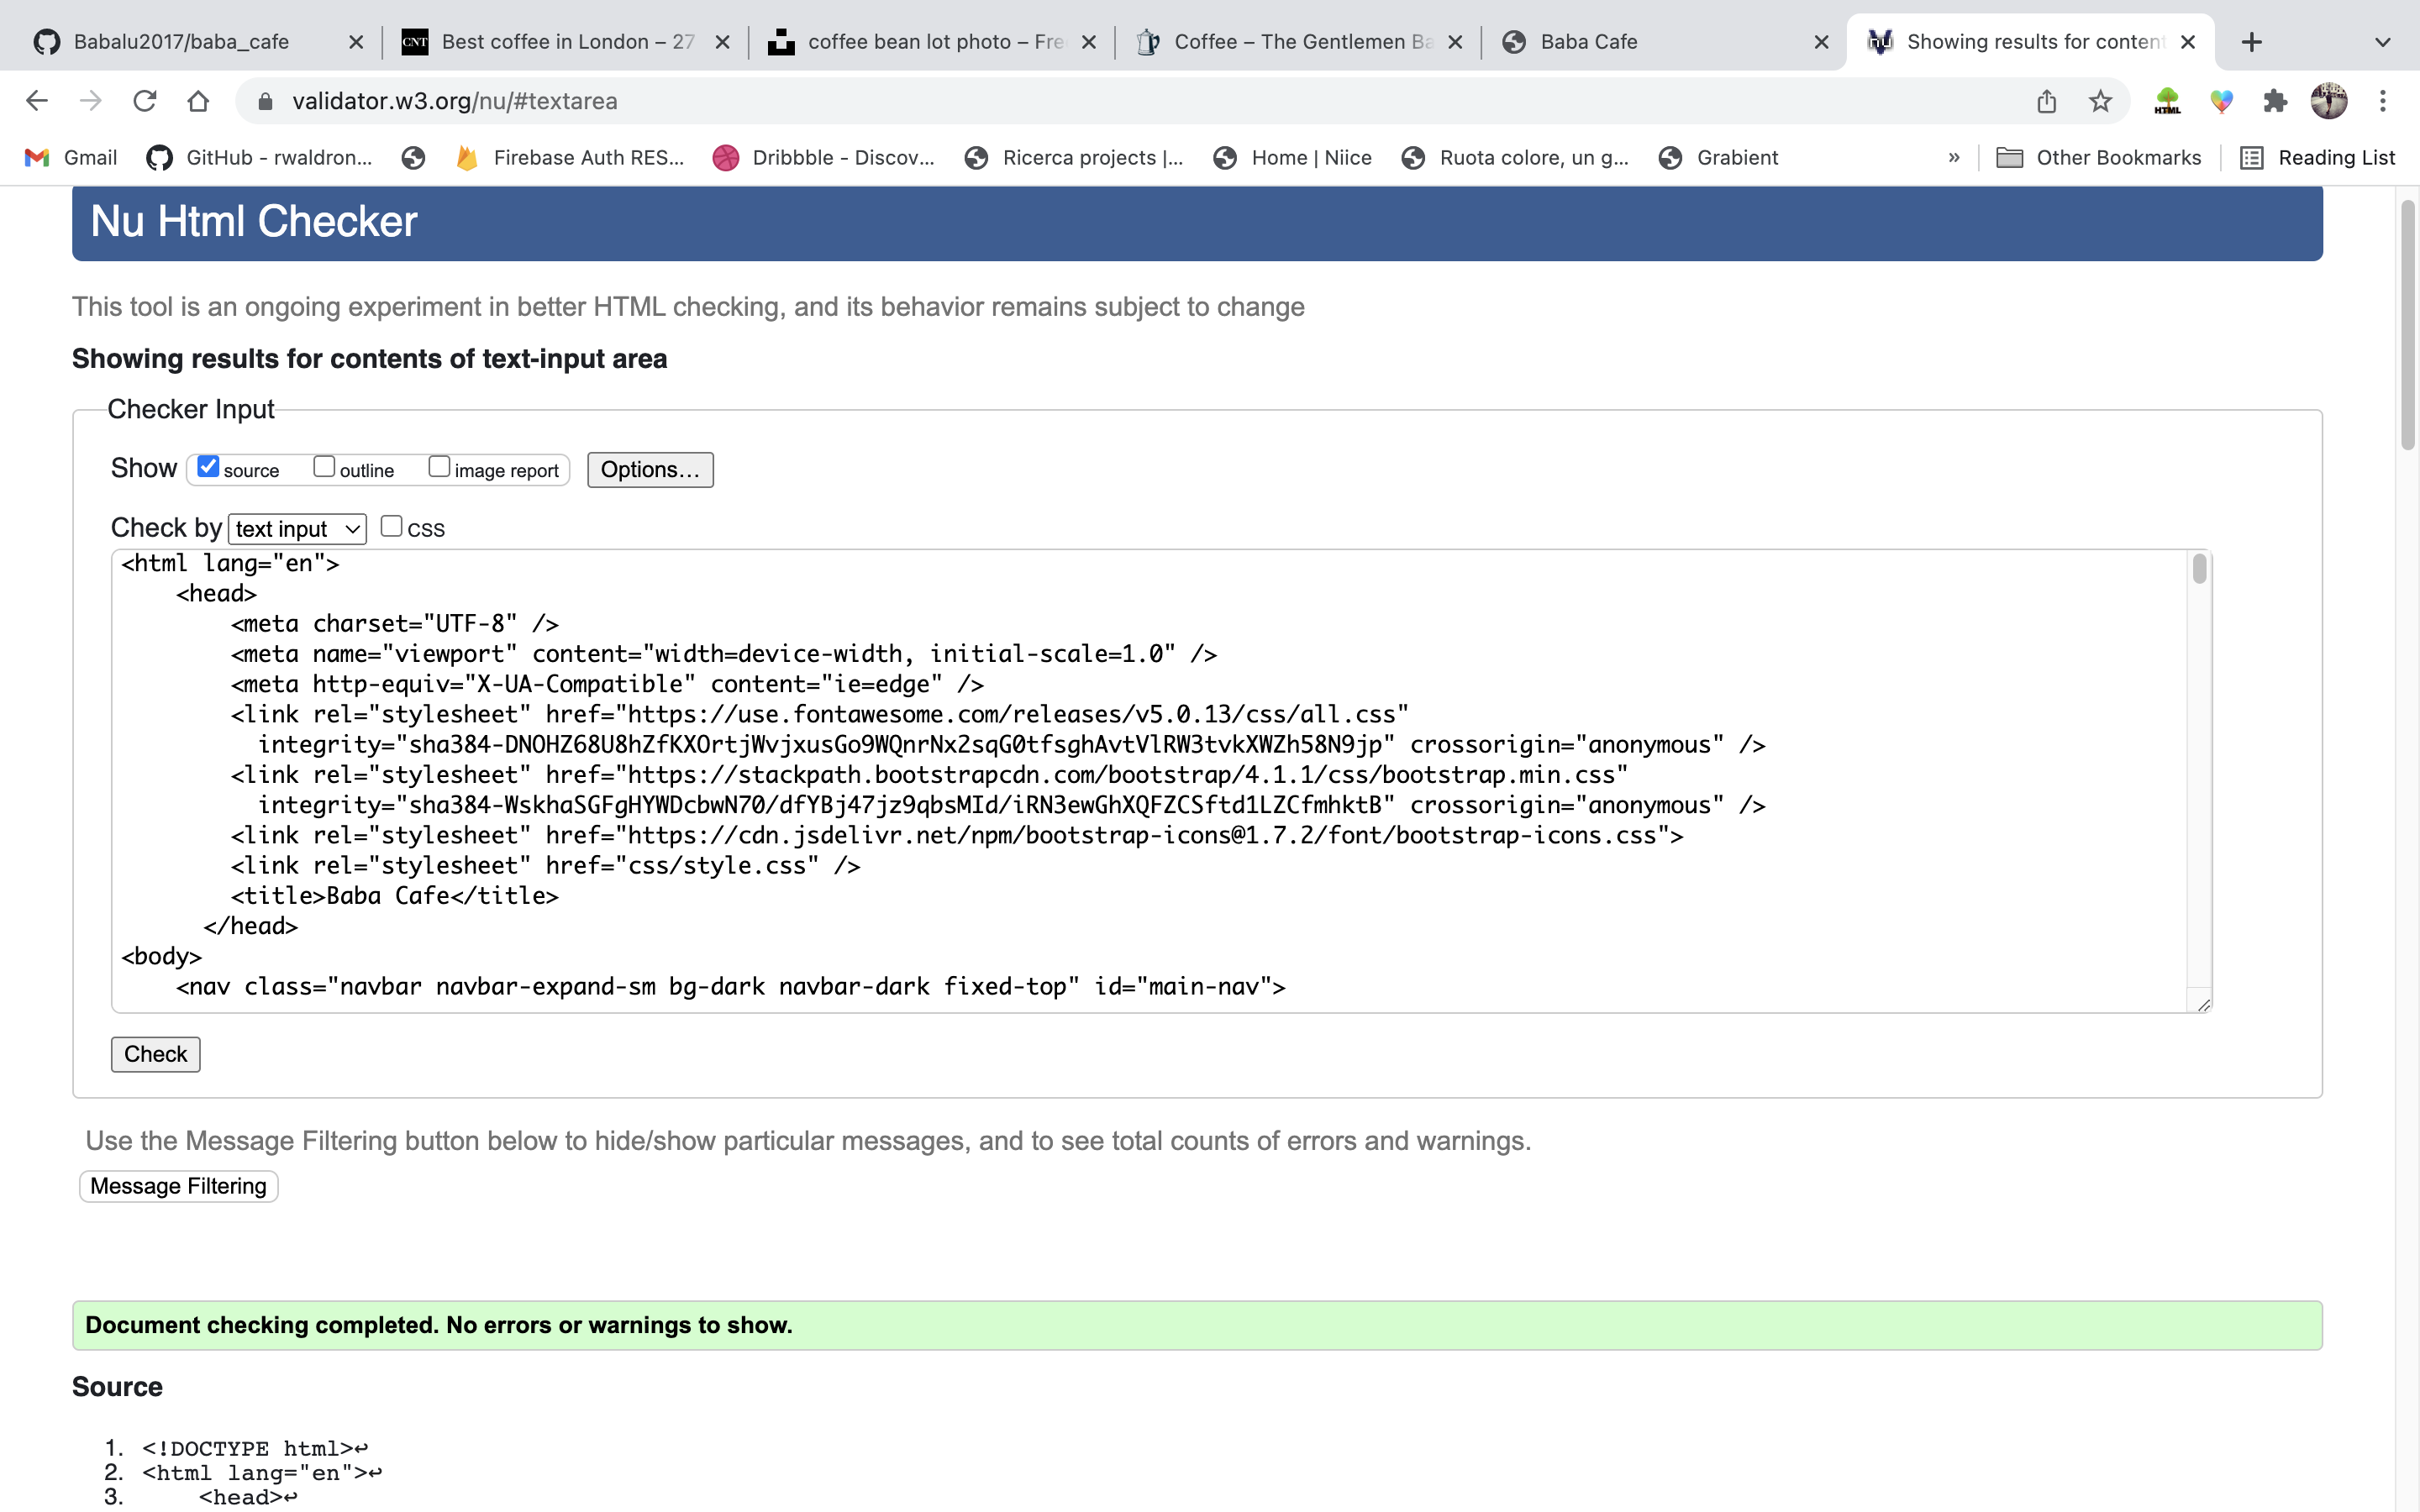 Babalu2017/baba_cafe
CNT Best coffee in London – 27
coffee bean lot photo – Fre
Coffee – The Gentlemen Ba
Baba Cafe
nu Showing results for content
validator.w3.org/nu/#textarea
HTML
Gmail GitHub - rwaldron... Firebase Auth RES... Dribbble - Discov... Ricerca projects |... Home | Niice Ruota colore, un g... Grabient » Other Bookmarks Reading List
Nu Html Checker
This tool is an ongoing experiment in better HTML checking, and its behavior remains subject to change
Showing results for contents of text-input area
Checker Input
Show source outline image report Options...
Check by text input css
<html lang="en">
<head>
<meta charset="UTF-8" />
<meta name="viewport" content="width=device-width, initial-scale=1.0" />
<meta http-equiv="X-UA-Compatible" content="ie=edge" />
<link rel="stylesheet" href="https://use.fontawesome.com/releases/v5.0.13/css/all.css"
integrity="sha384-DNOHZ68U8hZfKXOrtjWvjxusGo9WQnrNx2sqG0tfsghAvtVlRW3tvkXWZh58N9jp" crossorigin="anonymous" />
<link rel="stylesheet" href="https://stackpath.bootstrapcdn.com/bootstrap/4.1.1/css/bootstrap.min.css"
integrity="sha384-WskhaSGFgHYWDcbwN70/dfYBj47jz9qbsMId/iRN3ewGhXQFZCSftd1LZCfmhktB" crossorigin="anonymous" />
<link rel="stylesheet" href="https://cdn.jsdelivr.net/npm/bootstrap-icons@1.7.2/font/bootstrap-icons.css">
<link rel="stylesheet" href="css/style.css" />
<title>Baba Cafe</title>
</head>
<body>
<nav class="navbar navbar-expand-sm bg-dark navbar-dark fixed-top" id="main-nav">
Check
Use the Message Filtering button below to hide/show particular messages, and to see total counts of errors and warnings.
Message Filtering
Document checking completed. No errors or warnings to show.
Source
1. <!DOCTYPE html>↩
2. <html lang="en">↩
3. <head>↩